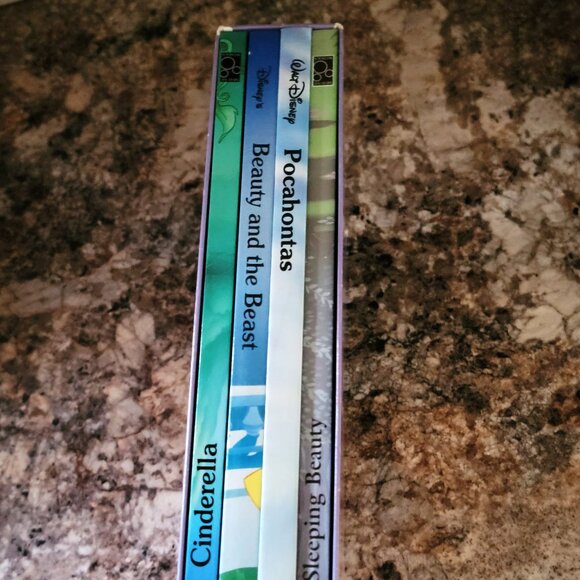 Cinderella
Disney's
Beauty and the Beast
Walt Disney
Pocahontas
Sleeping Beauty